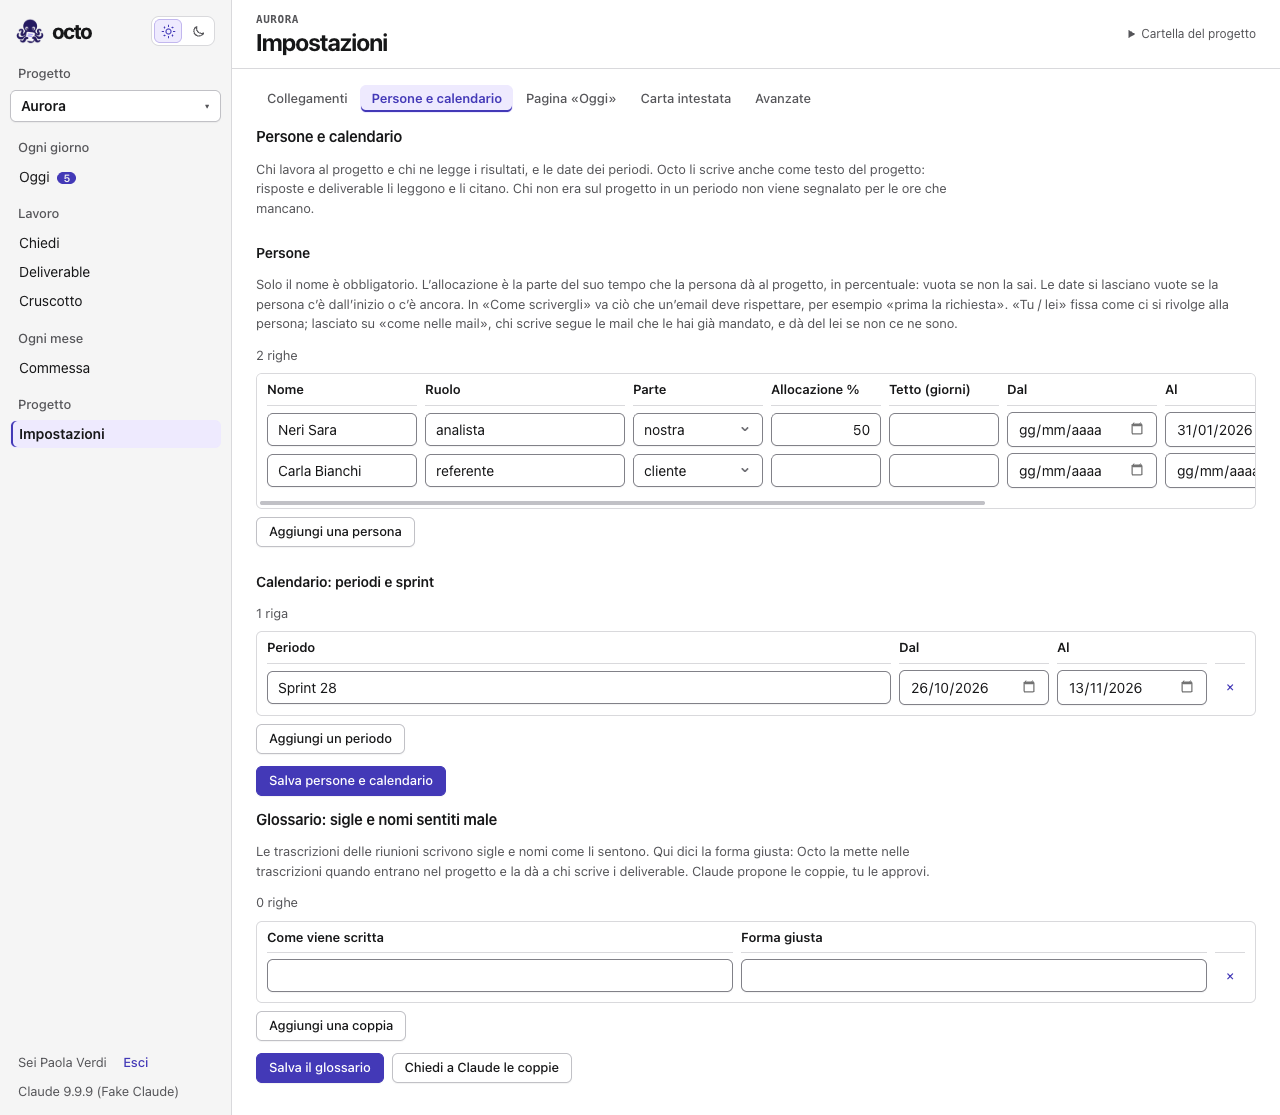 octo
Progetto
Aurora
Ogni giorno
Oggi 5
Lavoro
Chiedi
Deliverable
Cruscotto
Ogni mese
Commessa
Progetto
Impostazioni
Sei Paola Verdi Esci
Claude 9.9.9 (Fake Claude)
AURORA
Impostazioni
Cartella del progetto
Collegamenti Persone e calendario Pagina «Oggi» Carta intestata Avanzate
Persone e calendario
Chi lavora al progetto e chi ne legge i risultati, e le date dei periodi. Octo li scrive anche come testo del progetto:
risposte e deliverable li leggono e li citano. Chi non era sul progetto in un periodo non viene segnalato per le ore che
mancano.
Persone
Solo il nome è obbligatorio. L’allocazione è la parte del suo tempo che la persona dà al progetto, in percentuale: vuota se non la sai. Le date si lasciano vuote se la
persona c’è dall’inizio o c’è ancora. In «Come scrivergli» va ciò che un’email deve rispettare, per esempio «prima la richiesta». «Tu / lei» fissa come ci si rivolge alla
persona; lasciato su «come nelle mail», chi scrive segue le mail che le hai già mandato, e dà del lei se non ce ne sono.
2 righe
Nome Ruolo Parte Allocazione % Tetto (giorni) Dal Al
Neri Sara analista nostra 50 gg/mm/aaaa 31/01/2026
Carla Bianchi referente cliente gg/mm/aaaa gg/mm/aaaa
Aggiungi una persona
Calendario: periodi e sprint
1 riga
Periodo Dal Al
Sprint 28 26/10/2026 13/11/2026 ×
Aggiungi un periodo
Salva persone e calendario
Glossario: sigle e nomi sentiti male
Le trascrizioni delle riunioni scrivono sigle e nomi come li sentono. Qui dici la forma giusta: Octo la mette nelle
trascrizioni quando entrano nel progetto e la dà a chi scrive i deliverable. Claude propone le coppie, tu le approvi.
0 righe
Come viene scritta Forma giusta
×
Aggiungi una coppia
Salva il glossario Chiedi a Claude le coppie